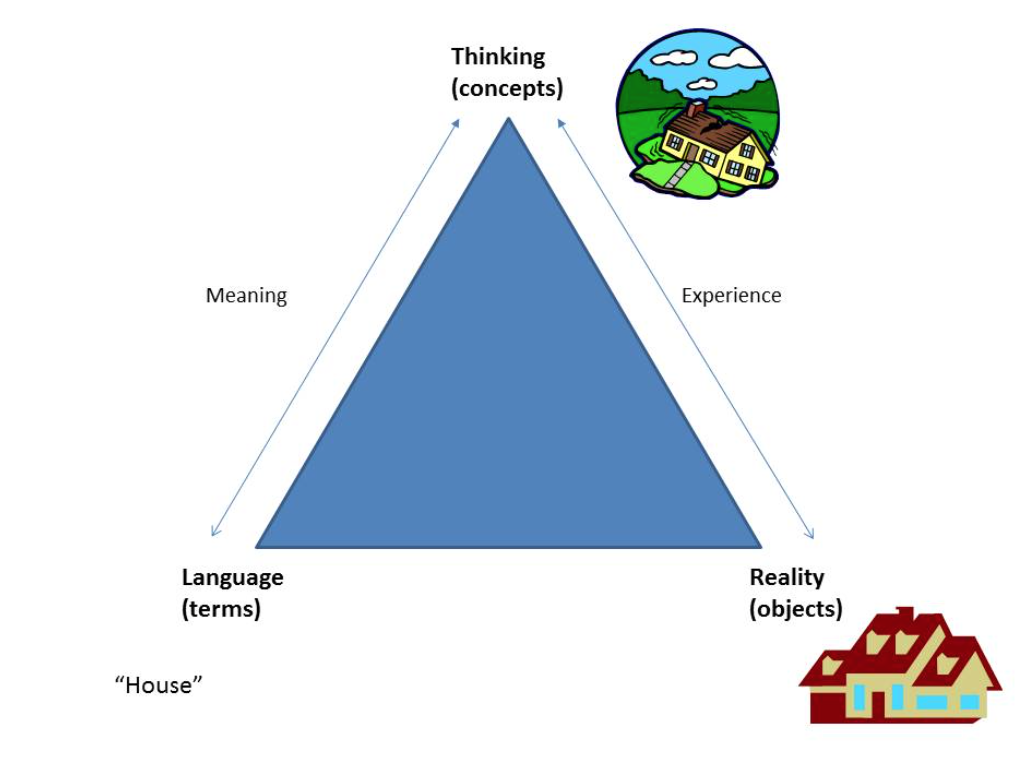 Thinking
(concepts)
Meaning
Experience
Language
(terms)
Reality
(objects)
“House”